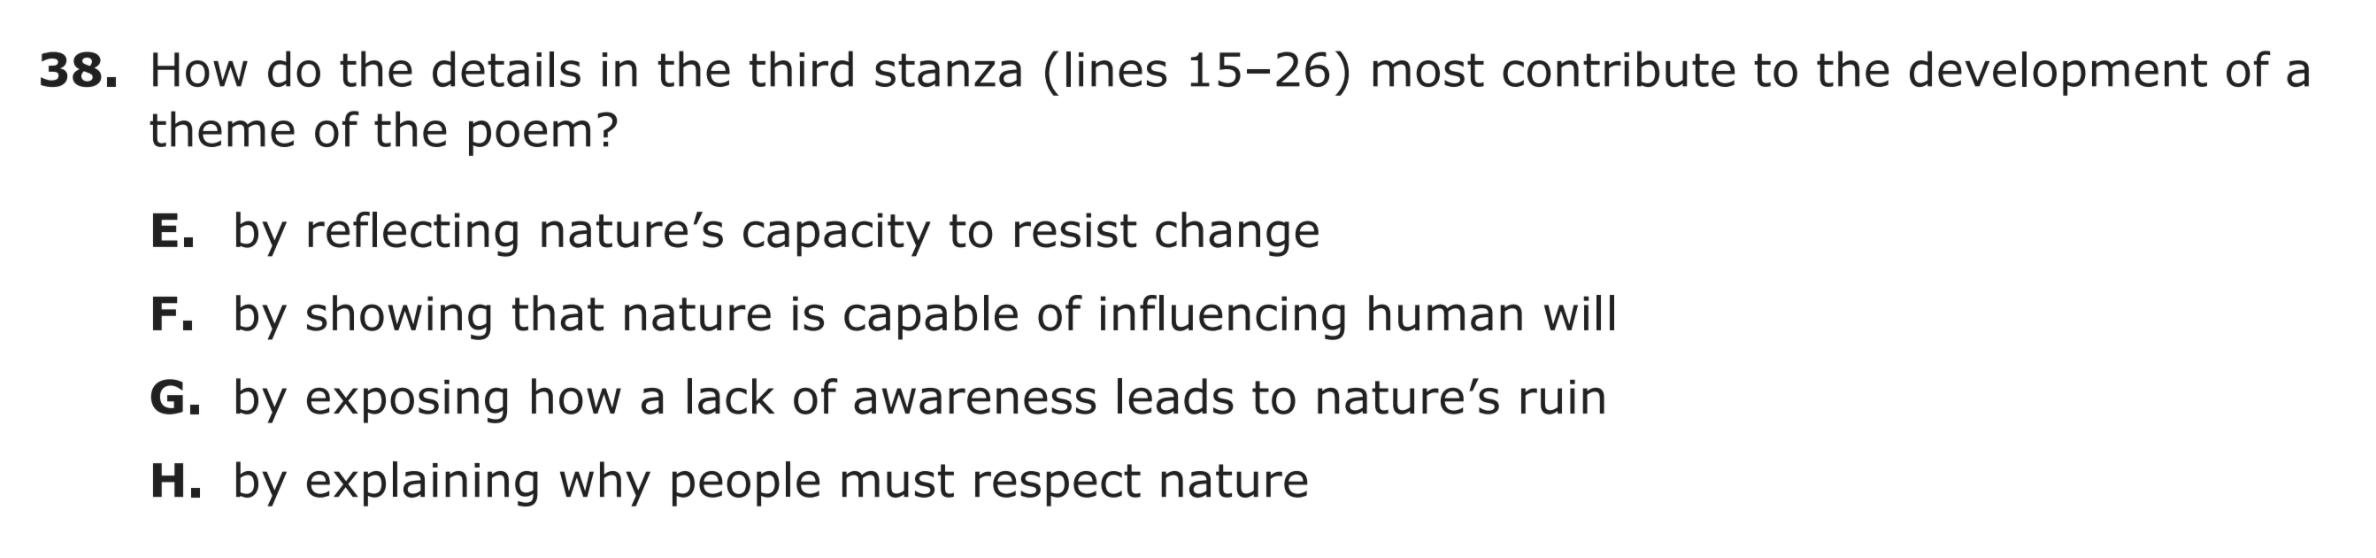 38. How do the details in the third stanza (lines 15–26) most contribute to the development of a
theme of the poem?
E. by reflecting nature’s capacity to resist change
F. by showing that nature is capable of influencing human will
G. by exposing how a lack of awareness leads to nature’s ruin
H. by explaining why people must respect nature